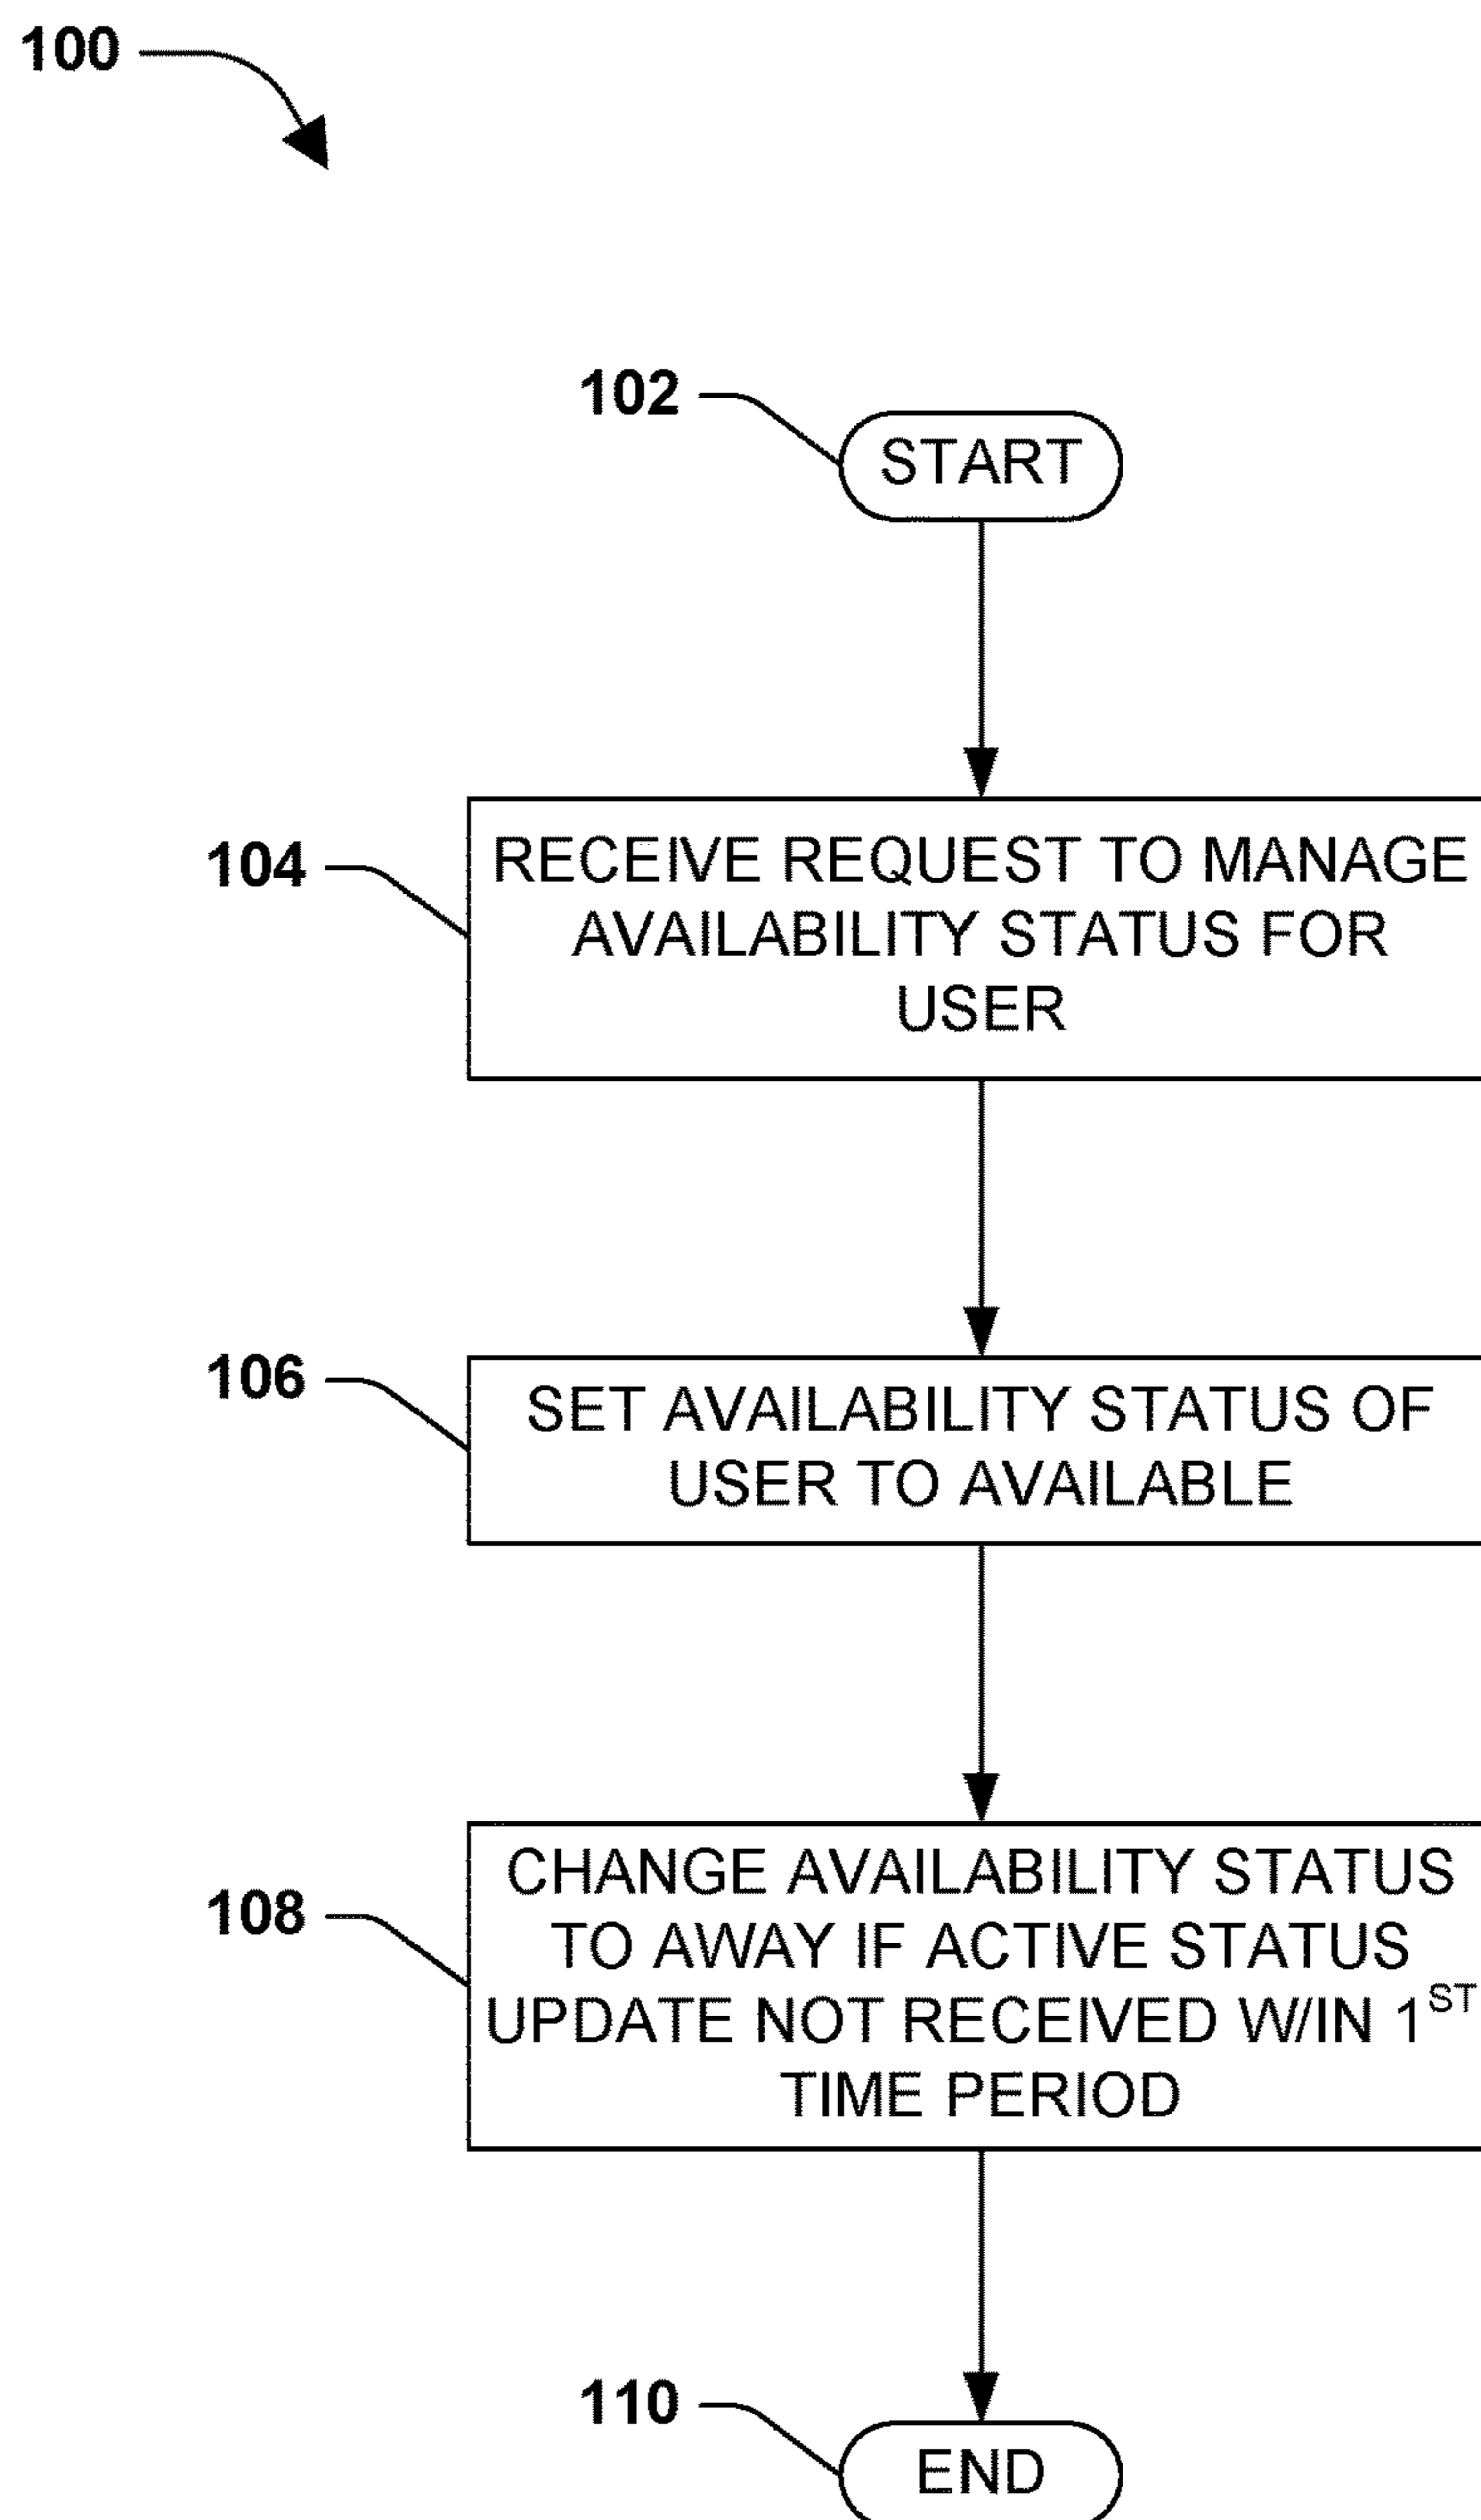 100
102
START
104
RECEIVE REQUEST TO MANAGE
AVAILABILITY STATUS FOR
USER
106
SET AVAILABILITY STATUS OF
USER TO AVAILABLE
108
CHANGE AVAILABILITY STATUS
TO AWAY IF ACTIVE STATUS
UPDATE NOT RECEIVED W/IN 1ST
TIME PERIOD
110
END